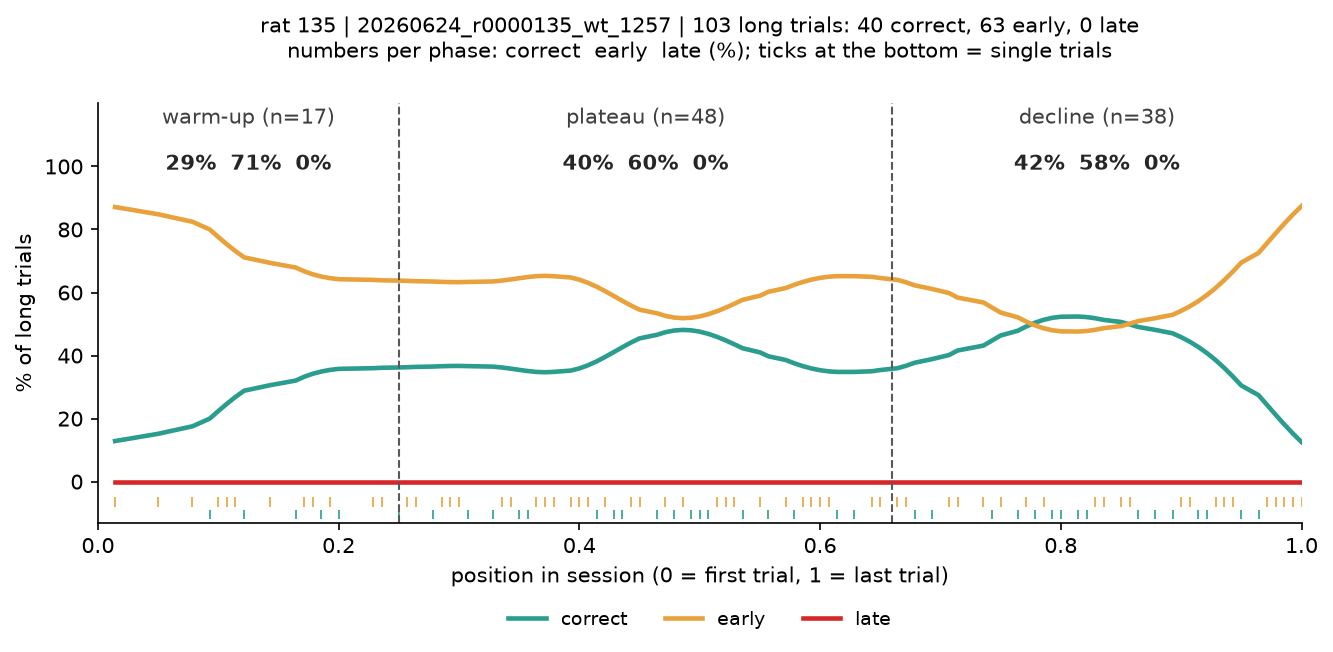 rat 135 | 20260624_r0000135_wt_1257 | 103 long trials: 40 correct, 63 early, 0 late
numbers per phase: correct  early  late (%); ticks at the bottom = single trials
warm-up (n=17)
plateau (n=48)
decline (n=38)
29%  71%  0%
40%  60%  0%
42%  58%  0%
% of long trials
100
80
60
40
20
0
0.0
0.2
0.4
0.6
0.8
1.0
position in session (0 = first trial, 1 = last trial)
correct
early
late